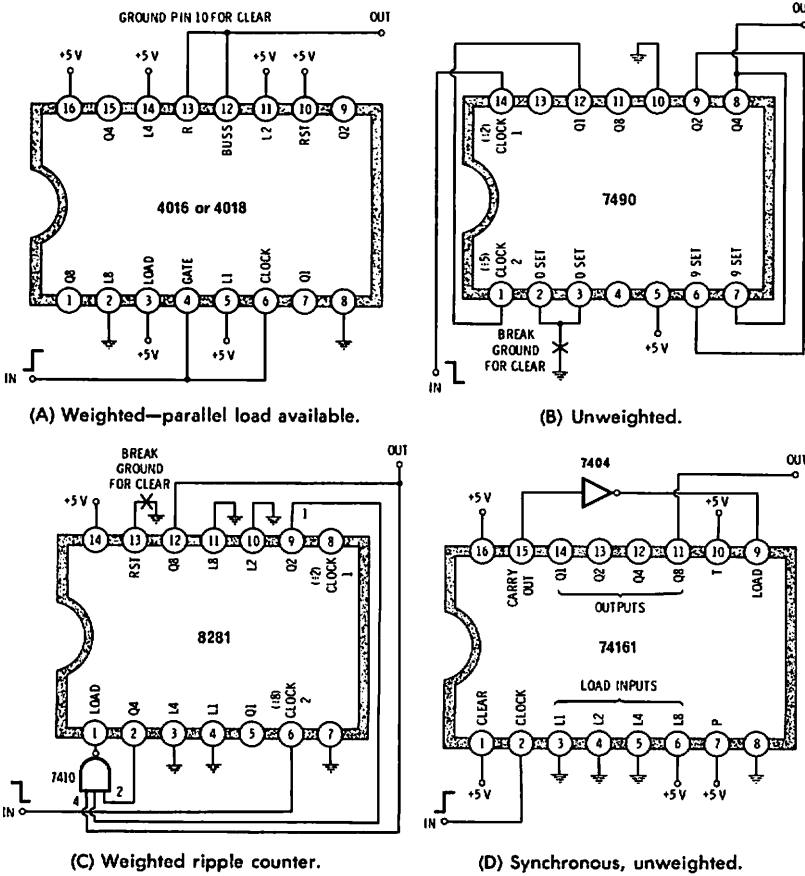 GROUND PIN 10 FOR CLEAR
OUT
+5 V
+5 V
+5 V
+5 V
16
15
14
13
12
11
10
9
Q4
L4
R
BUSS
L2
RST
Q2
4016 or 4018
Q8
L8
LOAD
GATE
L1
CLOCK
Q1
1
2
3
4
5
6
7
8
+5 V
+5 V
IN
(A) Weighted—parallel load available.
OU
14
13
12
11
10
9
8
(÷2)
CLOCK
1
Q1
Q8
Q2
Q4
7490
(÷5)
CLOCK
2
0 SET
0 SET
9 SET
9 SET
1
2
3
4
5
6
7
BREAK
GROUND
FOR CLEAR
+5 V
IN
(B) Unweighted.
BREAK
GROUND
FOR CLEAR
OUT
+5 V
1
14
13
12
11
10
9
8
RST
Q8
L8
L2
Q2
(÷2)
CLOCK
1
8281
LOAD
Q4
L4
L1
Q1
(÷8)
CLOCK
2
1
2
3
4
5
6
7
7410
4
2
IN
(C) Weighted ripple counter.
7404
OUT
+5 V
+5 V
16
15
14
13
12
11
10
9
CARRY
OUT
Q1
Q2
Q4
Q8
T
LOAD
OUTPUTS
74161
LOAD INPUTS
CLEAR
CLOCK
L1
L2
L4
L8
P
1
2
3
4
5
6
7
8
+5 V
+5 V
+5 V
IN
(D) Synchronous, unweighted.